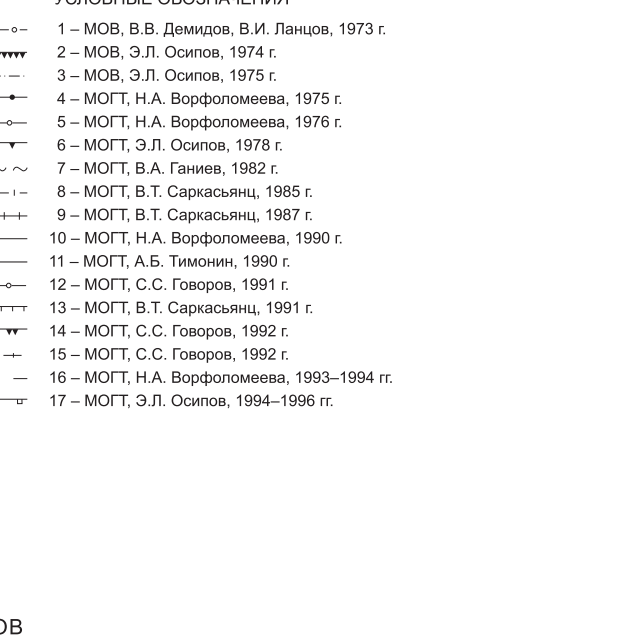 УСЛОВНЫЕ ОБОЗНАЧЕНИЯ
1 – МОВ, В.В. Демидов, В.И. Ланцов, 1973 г.
2 – МОВ, Э.Л. Осипов, 1974 г.
3 – МОВ, Э.Л. Осипов, 1975 г.
4 – МОГТ, Н.А. Ворфоломеева, 1975 г.
5 – МОГТ, Н.А. Ворфоломеева, 1976 г.
6 – МОГТ, Э.Л. Осипов, 1978 г.
7 – МОГТ, В.А. Ганиев, 1982 г.
8 – МОГТ, В.Т. Саркасьянц, 1985 г.
9 – МОГТ, В.Т. Саркасьянц, 1987 г.
10 – МОГТ, Н.А. Ворфоломеева, 1990 г.
11 – МОГТ, А.Б. Тимонин, 1990 г.
12 – МОГТ, С.С. Говоров, 1991 г.
13 – МОГТ, В.Т. Саркасьянц, 1991 г.
14 – МОГТ, С.С. Говоров, 1992 г.
15 – МОГТ, С.С. Говоров, 1992 г.
16 – МОГТ, Н.А. Ворфоломеева, 1993–1994 гг.
17 – МОГТ, Э.Л. Осипов, 1994–1996 гг.
ОВ